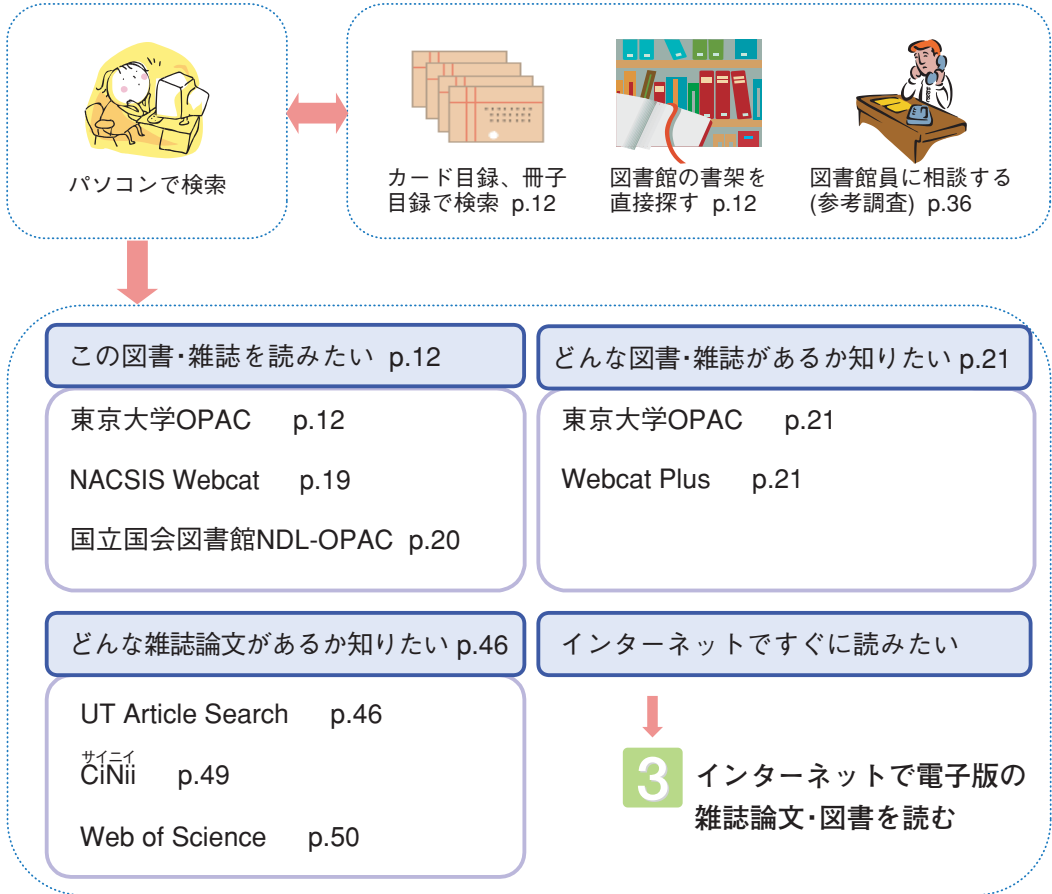 パソコンで検索
カード目録、冊子
目録で検索 p.12
図書館の書架を
直接探す p.12
図書館員に相談する
(参考調査) p.36
この図書・雑誌を読みたい p.12
東京大学OPAC p.12
NACSIS Webcat p.19
国立国会図書館NDL-OPAC p.20
どんな図書・雑誌があるか知りたい p.21
東京大学OPAC p.21
Webcat Plus p.21
どんな雑誌論文があるか知りたい p.46
UT Article Search p.46
サイニイ
CiNii p.49
Web of Science p.50
インターネットですぐに読みたい
3 インターネットで電子版の
雑誌論文・図書を読む